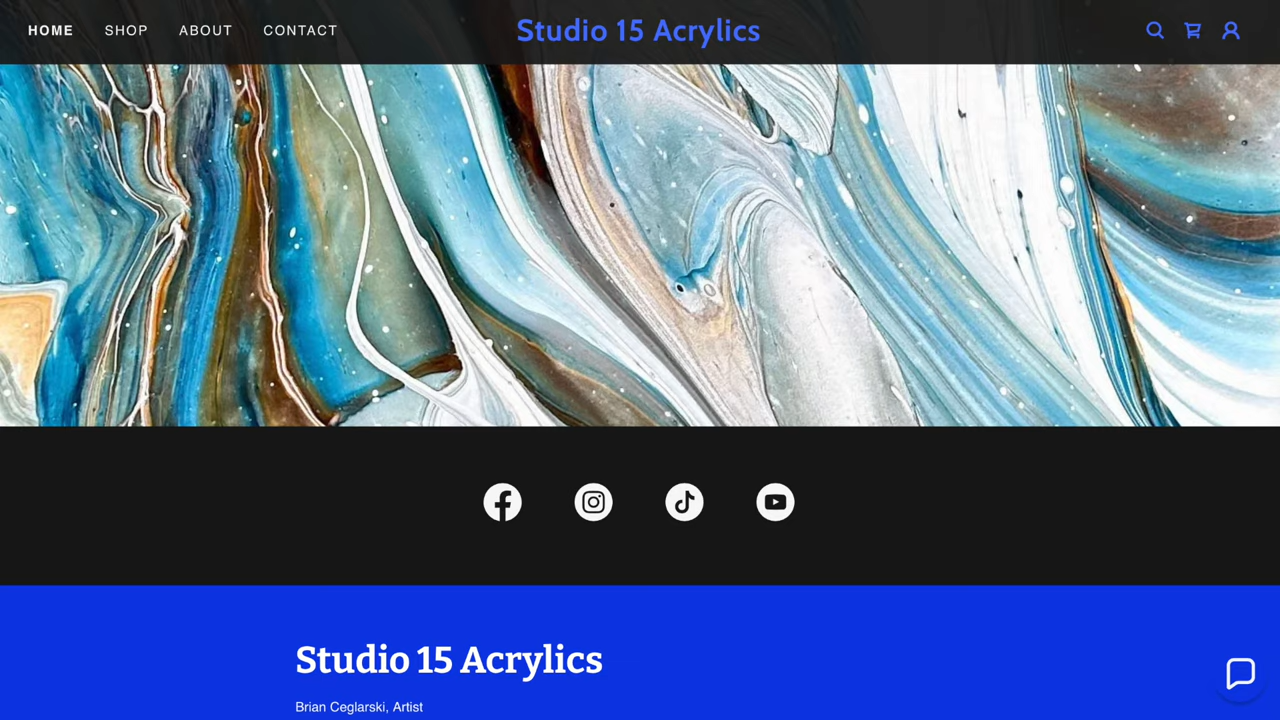 HOME SHOP ABOUT CONTACT Studio 15 Acrylics
Studio 15 Acrylics
Brian Ceglarski, Artist